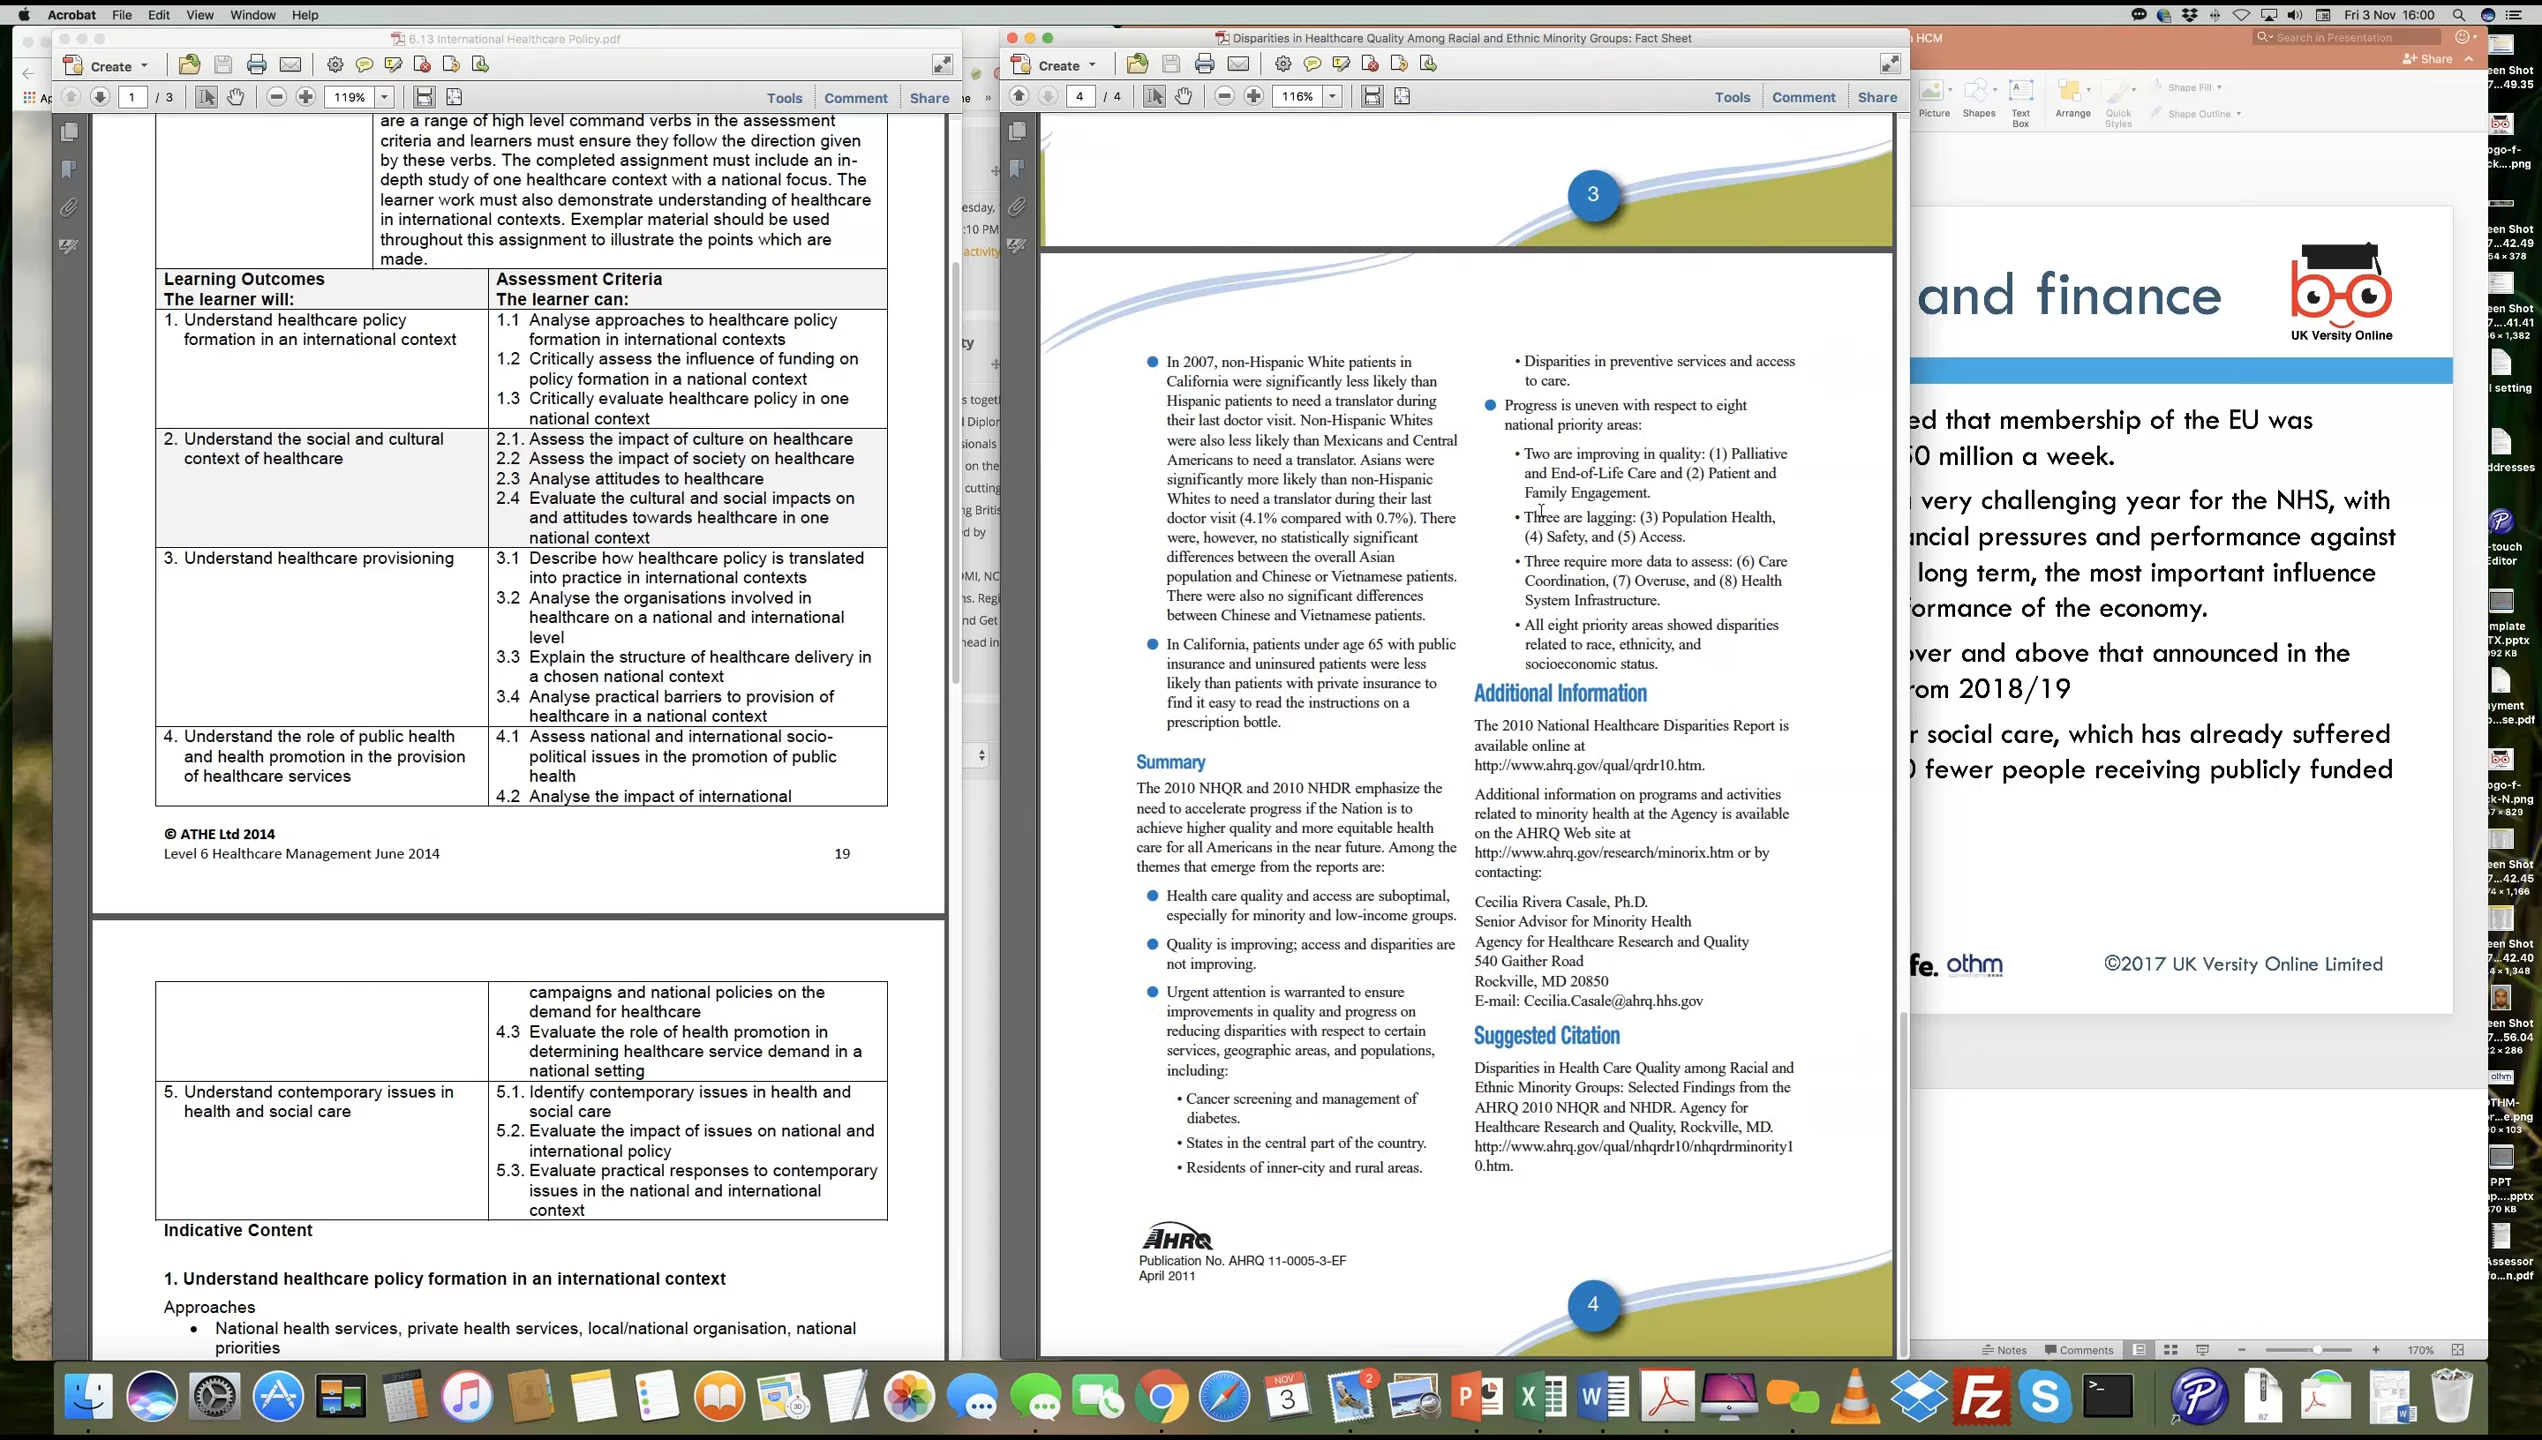 Acrobat File Edit View Window Help
Fri 3 Nov 16:00
6.13 International Healthcare Policy.pdf
Create
1 / 3
119%
Tools Comment Share
are a range of high level command verbs in the assessment
criteria and learners must ensure they follow the direction given
by these verbs. The completed assignment must include an in-
depth study of one healthcare context with a national focus. The
learner work must also demonstrate understanding of healthcare
in international contexts. Exemplar material should be used
throughout this assignment to illustrate the points which are
made.
Learning Outcomes
The learner will:
Assessment Criteria
The learner can:
1. Understand healthcare policy
formation in an international context
1.1 Analyse approaches to healthcare policy
formation in international contexts
1.2 Critically assess the influence of funding on
policy formation in a national context
1.3 Critically evaluate healthcare policy in one
national context
2. Understand the social and cultural
context of healthcare
2.1. Assess the impact of culture on healthcare
2.2 Assess the impact of society on healthcare
2.3 Analyse attitudes to healthcare
2.4 Evaluate the cultural and social impacts on
and attitudes towards healthcare in one
national context
3. Understand healthcare provisioning
3.1 Describe how healthcare policy is translated
into practice in international contexts
3.2 Analyse the organisations involved in
healthcare on a national and international
level
3.3 Explain the structure of healthcare delivery in
a chosen national context
3.4 Analyse practical barriers to provision of
healthcare in a national context
4. Understand the role of public health
and health promotion in the provision
of healthcare services
4.1 Assess national and international socio-
political issues in the promotion of public
health
4.2 Analyse the impact of international
© ATHE Ltd 2014
Level 6 Healthcare Management June 2014
19
campaigns and national policies on the
demand for healthcare
4.3 Evaluate the role of health promotion in
determining healthcare service demand in a
national setting
5. Understand contemporary issues in
health and social care
5.1. Identify contemporary issues in health and
social care
5.2. Evaluate the impact of issues on national and
international policy
5.3. Evaluate practical responses to contemporary
issues in the national and international
context
Indicative Content
1. Understand healthcare policy formation in an international context
Approaches
• National health services, private health services, local/national organisation, national
priorities
Disparities in Healthcare Quality Among Racial and Ethnic Minority Groups: Fact Sheet
Create
4 / 4
116%
Tools Comment Share
3
• In 2007, non-Hispanic White patients in
California were significantly less likely than
Hispanic patients to need a translator during
their last doctor visit. Non-Hispanic Whites
were also less likely than Mexicans and Central
Americans to need a translator. Asians were
significantly more likely than non-Hispanic
Whites to need a translator during their last
doctor visit (4.1% compared with 0.7%). There
were, however, no statistically significant
differences between the overall Asian
population and Chinese or Vietnamese patients.
There were also no significant differences
between Chinese and Vietnamese patients.
• In California, patients under age 65 with public
insurance and uninsured patients were less
likely than patients with private insurance to
find it easy to read the instructions on a
prescription bottle.
Summary
The 2010 NHQR and 2010 NHDR emphasize the
need to accelerate progress if the Nation is to
achieve higher quality and more equitable health
care for all Americans in the near future. Among the
themes that emerge from the reports are:
• Health care quality and access are suboptimal,
especially for minority and low-income groups.
• Quality is improving; access and disparities are
not improving.
• Urgent attention is warranted to ensure
improvements in quality and progress on
reducing disparities with respect to certain
services, geographic areas, and populations,
including:
• Cancer screening and management of
diabetes.
• States in the central part of the country.
• Residents of inner-city and rural areas.
AHRQ
Publication No. AHRQ 11-0005-3-EF
April 2011
• Disparities in preventive services and access
to care.
• Progress is uneven with respect to eight
national priority areas:
• Two are improving in quality: (1) Palliative
and End-of-Life Care and (2) Patient and
Family Engagement.
• Three are lagging: (3) Population Health,
(4) Safety, and (5) Access.
• Three require more data to assess: (6) Care
Coordination, (7) Overuse, and (8) Health
System Infrastructure.
• All eight priority areas showed disparities
related to race, ethnicity, and
socioeconomic status.
Additional Information
The 2010 National Healthcare Disparities Report is
available online at
http://www.ahrq.gov/qual/qrdr10.htm.
Additional information on programs and activities
related to minority health at the Agency is available
on the AHRQ Web site at
http://www.ahrq.gov/research/minorix.htm or by
contacting:
Cecilia Rivera Casale, Ph.D.
Senior Advisor for Minority Health
Agency for Healthcare Research and Quality
540 Gaither Road
Rockville, MD 20850
E-mail: Cecilia.Casale@ahrq.hhs.gov
Suggested Citation
Disparities in Health Care Quality among Racial and
Ethnic Minority Groups: Selected Findings from the
AHRQ 2010 NHQR and NHDR. Agency for
Healthcare Research and Quality, Rockville, MD.
http://www.ahrq.gov/qual/nhqrdr10/nhqrdrminority1
0.htm.
4
HCM
Search in Presentation
Share
Picture Shapes Text Box Arrange Quick Styles
Shape Fill
Shape Outline
and finance
UK Versity Online
ed that membership of the EU was
0 million a week.
very challenging year for the NHS, with
ancial pressures and performance against
long term, the most important influence
ormance of the economy.
over and above that announced in the
rom 2018/19
r social care, which has already suffered
0 fewer people receiving publicly funded
fe. othm
©2017 UK Versity Online Limited
Notes Comments 170%